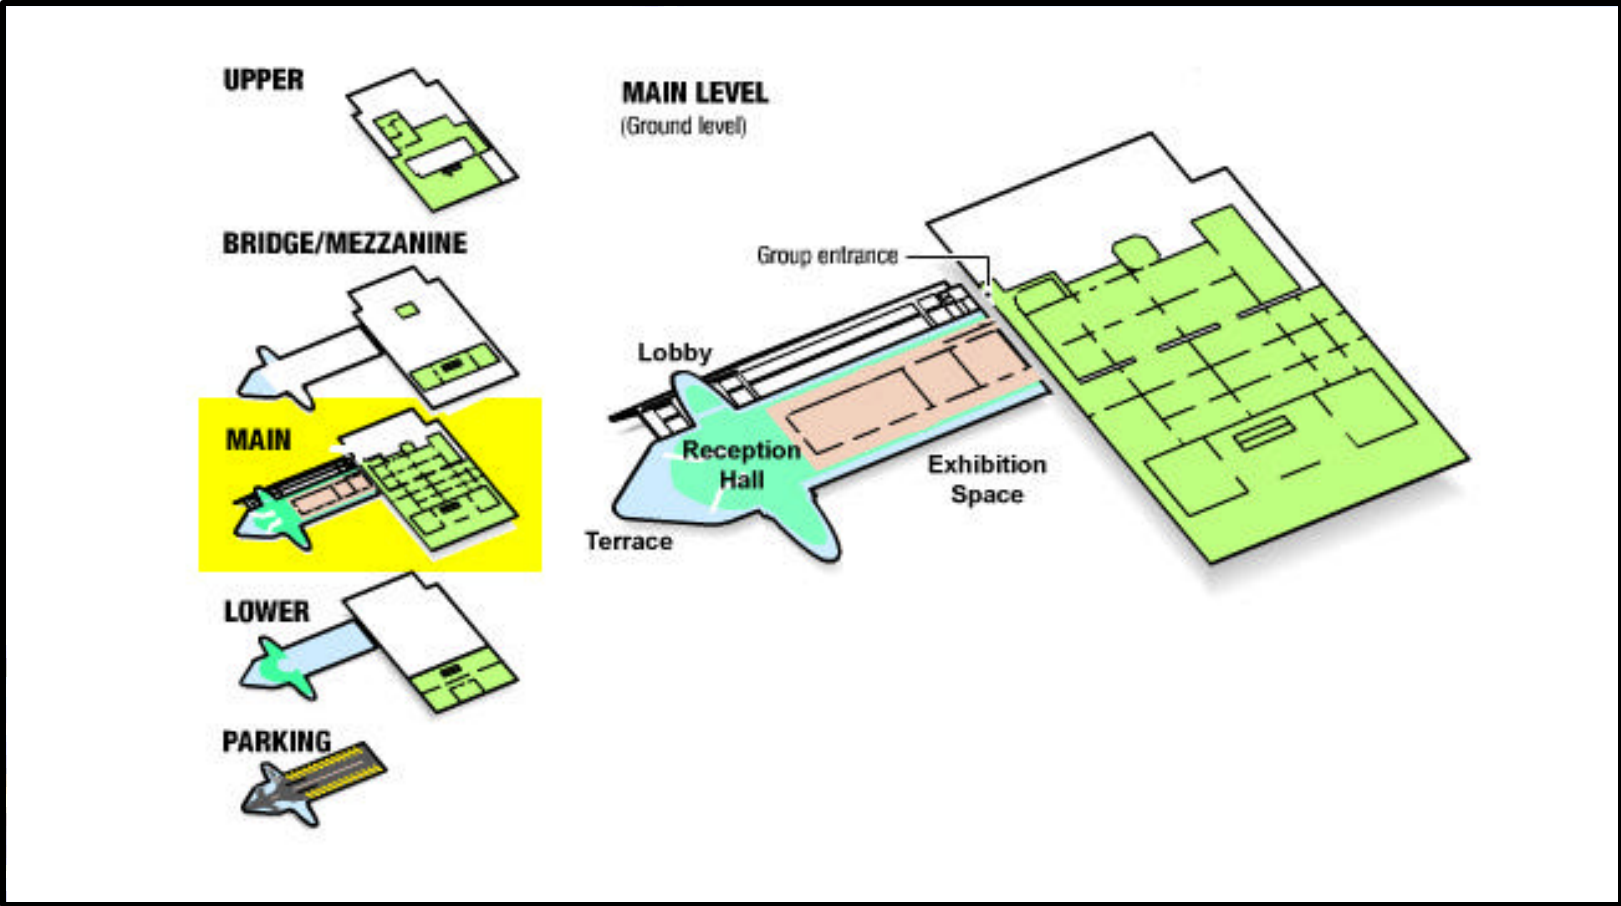 UPPER
BRIDGE/MEZZANINE
MAIN
LOWER
PARKING
MAIN LEVEL
(Ground level)
Group entrance
Lobby
Reception
Hall
Exhibition
Space
Terrace